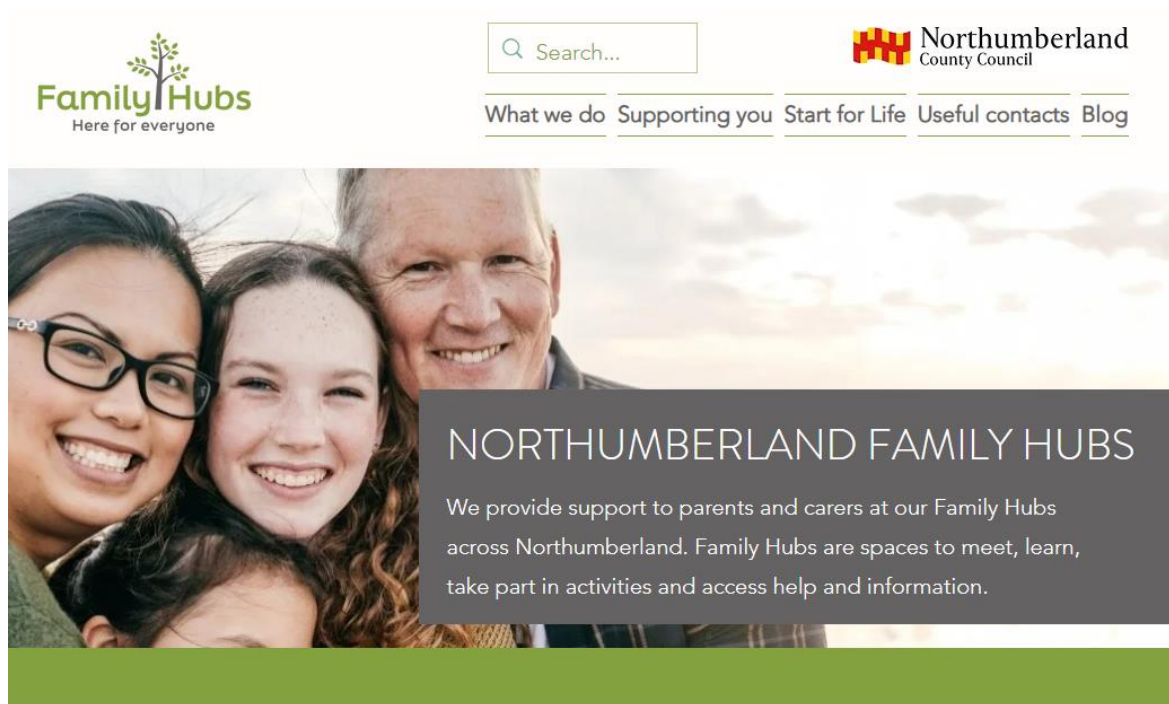 Family Hubs
Here for everyone
Search...
Northumberland
County Council
What we do Supporting you Start for Life Useful contacts Blog
NORTHUMBERLAND FAMILY HUBS
We provide support to parents and carers at our Family Hubs
across Northumberland. Family Hubs are spaces to meet, learn,
take part in activities and access help and information.